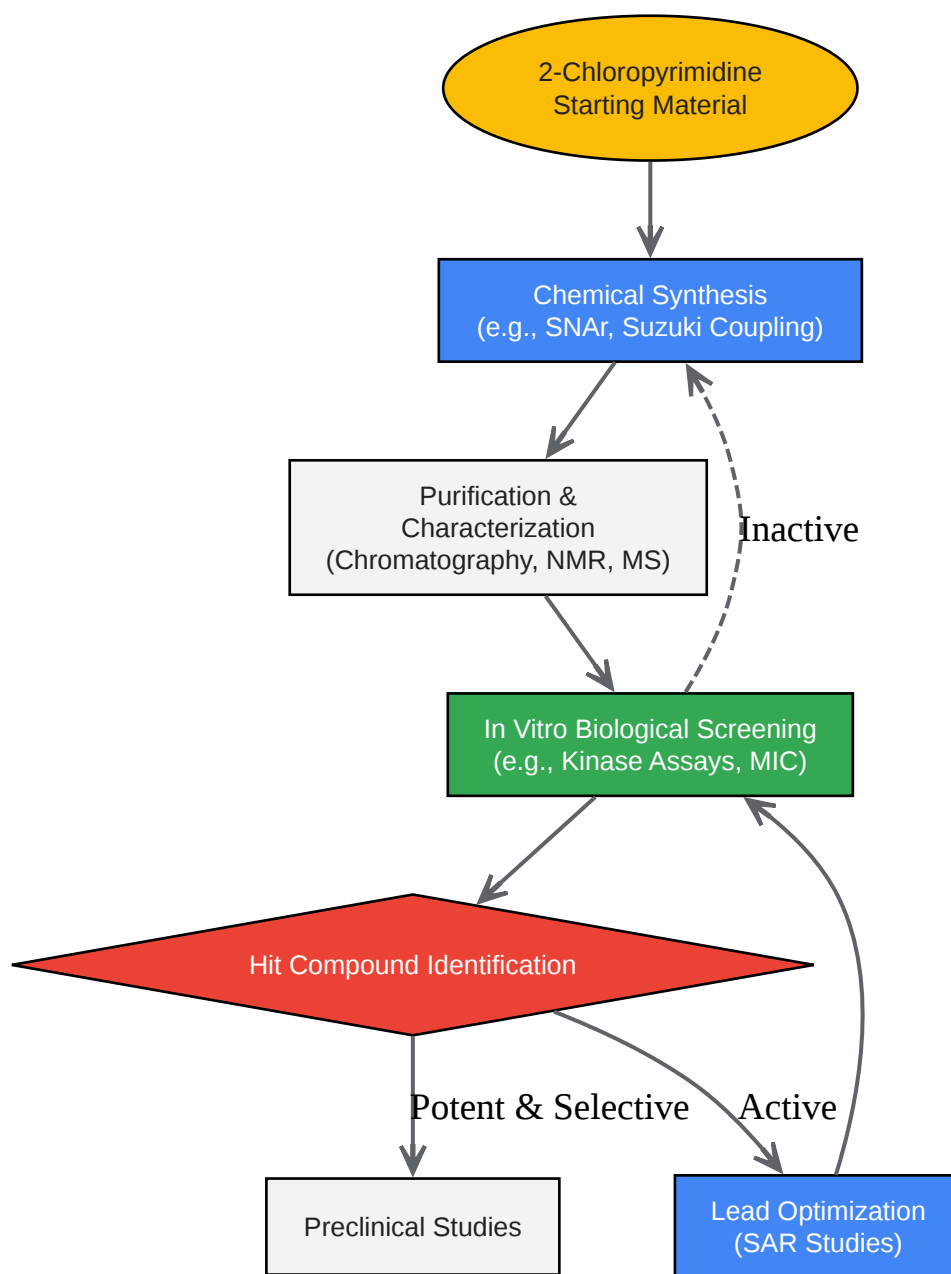 2-Chloropyrimidine
Starting Material
Chemical Synthesis
(e.g., SNAr, Suzuki Coupling)
Purification &
Characterization
(Chromatography, NMR, MS)
Inactive
In Vitro Biological Screening
(e.g., Kinase Assays, MIC)
Hit Compound Identification
Potent & Selective
Active
Preclinical Studies
Lead Optimization
(SAR Studies)